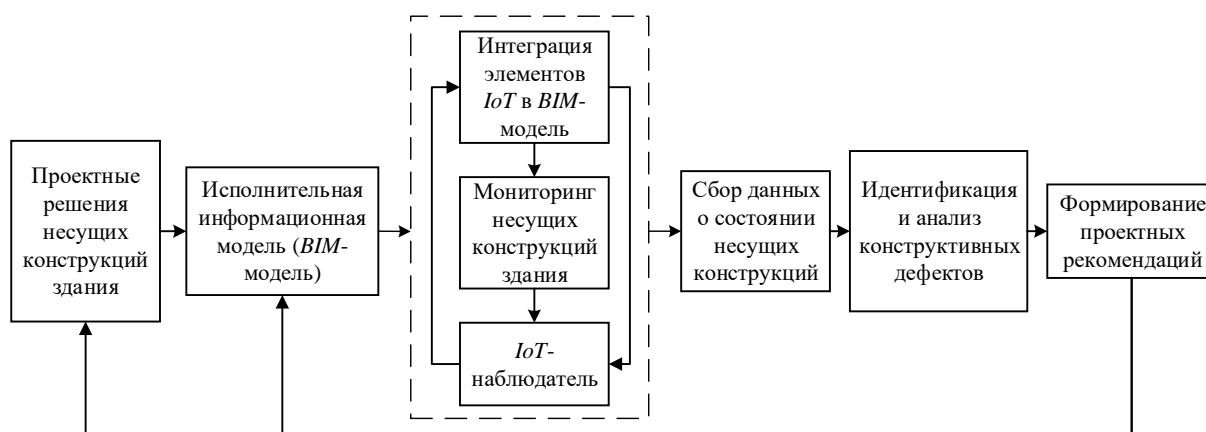 Проектные
решения
несущих
конструкций
здания
Исполнительная
информационная
модель (BIM-
модель)
Интеграция
элементов
IoT в BIM-
модель
Мониторинг
несущих
конструкций
здания
IoT-
наблюдатель
Сбор данных
о состоянии
несущих
конструкций
Идентификация
и анализ
конструктивных
дефектов
Формирование
проектных
рекомендаций